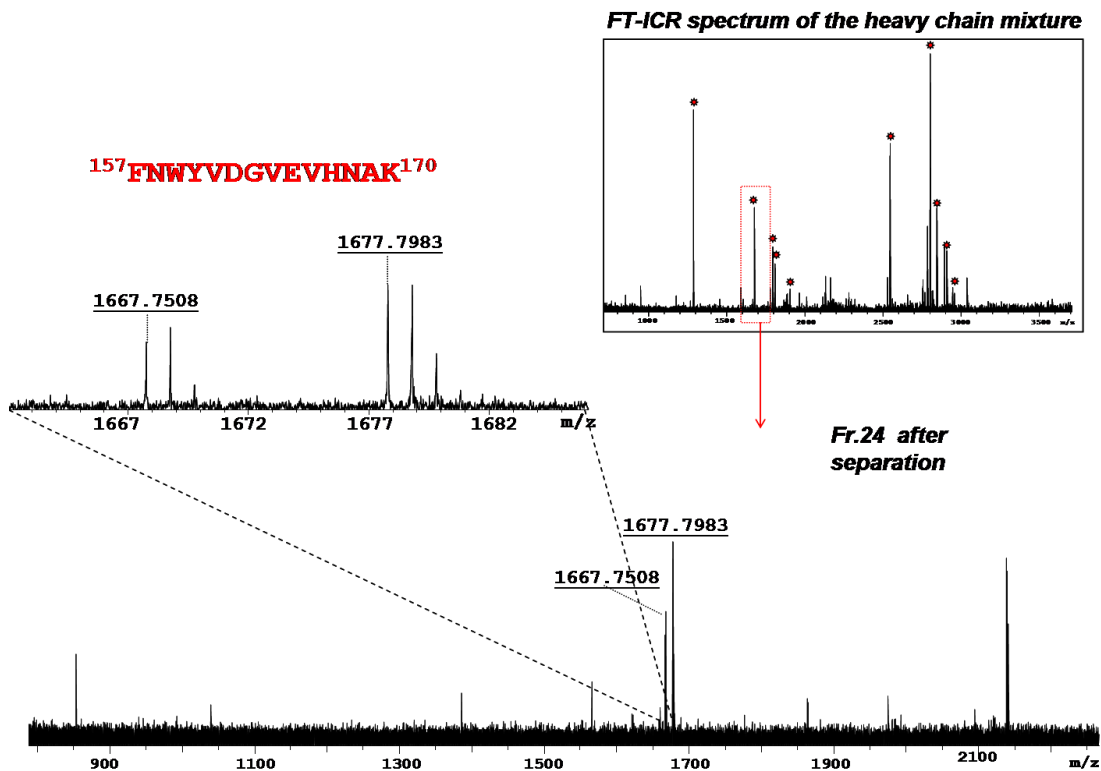 FT-ICR spectrum of the heavy chain mixture
1000 1500 2000 2500 3000 3500 m/z
157FNWYVDGVEVHNAK170
1677.7983
1667.7508
1667 1672 1677 1682 m/z
Fr.24 after
separation
1677.7983
1667.7508
900 1100 1300 1500 1700 1900 2100 m/z